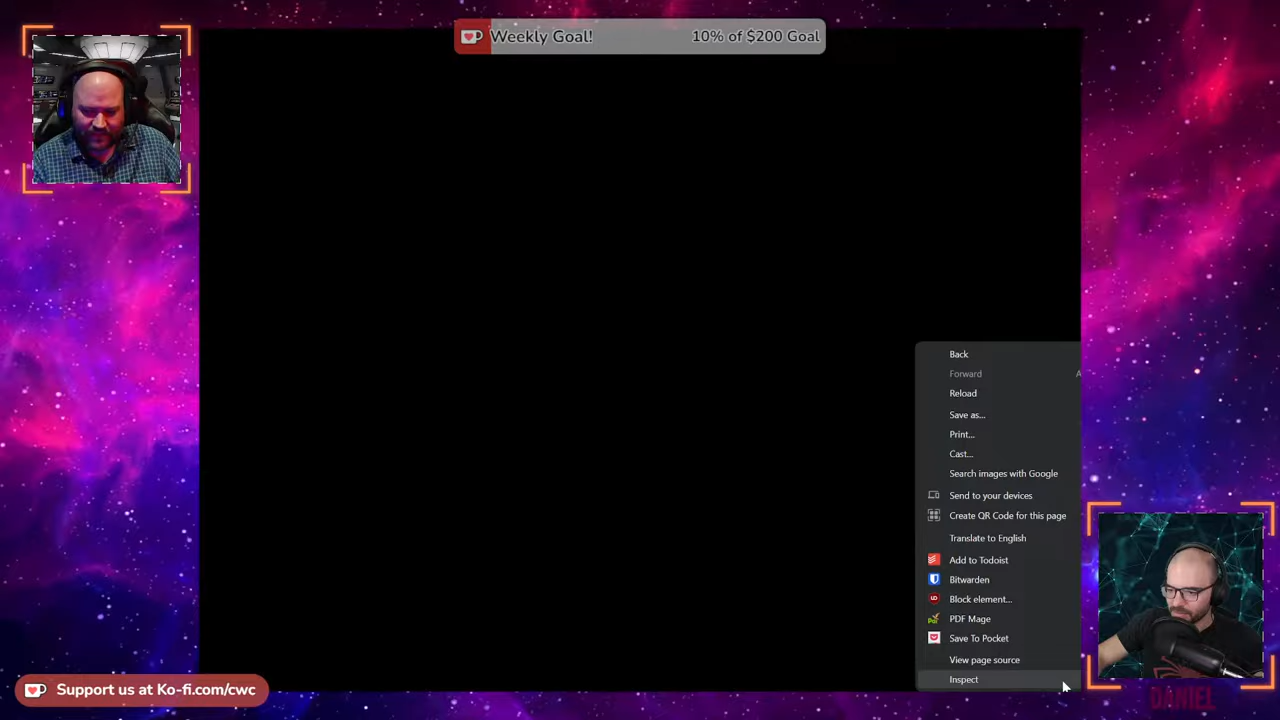 Weekly Goal!
10% of $200 Goal
Back
Forward
A
Reload
Save as...
Print...
Cast...
Search images with Google
Send to your devices
Create QR Code for this page
Translate to English
Add to Todoist
Bitwarden
Block element...
PDF Mage
Save To Pocket
View page source
Inspect
Support us at Ko-fi.com/cwc
DANIEL